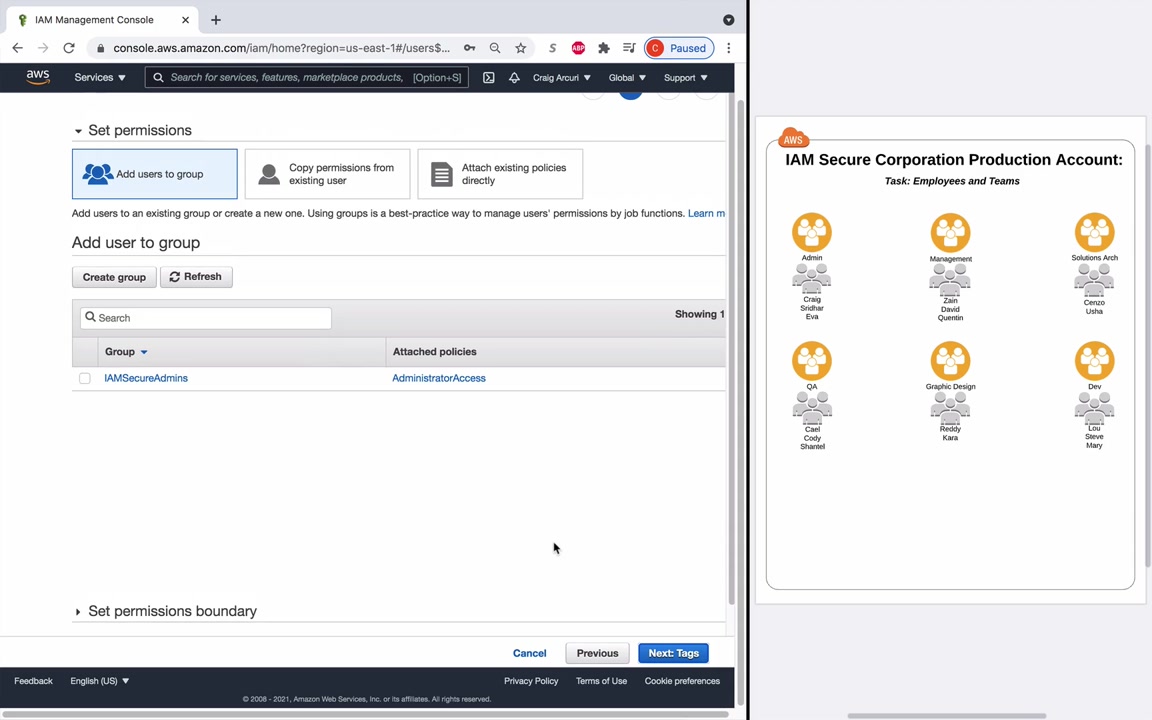 IAM Management Console
console.aws.amazon.com/iam/home?region=us-east-1#/users$...
ABP
C Paused
aws
Services
Search for services, features, marketplace products, [Option+S]
Craig Arcuri
Global
Support
Set permissions
Add users to group
Copy permissions from
existing user
Attach existing policies
directly
Add users to an existing group or create a new one. Using groups is a best-practice way to manage users' permissions by job functions. Learn m
Add user to group
Create group
Refresh
Search
Showing 1
Group
Attached policies
IAMSecureAdmins
AdministratorAccess
Set permissions boundary
Cancel
Previous
Next: Tags
Feedback
English (US)
Privacy Policy
Terms of Use
Cookie preferences
© 2008 - 2021, Amazon Web Services, Inc. or its affiliates. All rights reserved.
AWS
IAM Secure Corporation Production Account:
Task: Employees and Teams
Admin
Craig
Sridhar
Eva
Management
Zain
David
Quentin
Solutions Arch
Cenzo
Usha
QA
Cael
Cody
Shantel
Graphic Design
Reddy
Kara
Dev
Lou
Steve
Mary